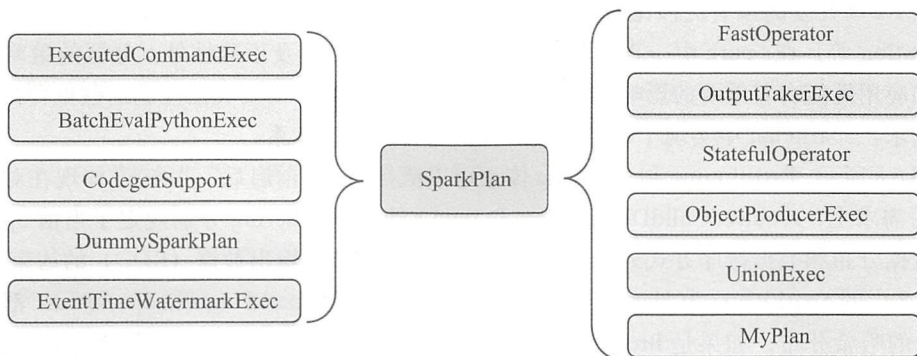 ExecutedCommandExec
BatchEvalPythonExec
CodegenSupport
DummySparkPlan
EventTimeWatermarkExec
SparkPlan
FastOperator
OutputFakerExec
StatefulOperator
ObjectProducerExec
UnionExec
MyPlan